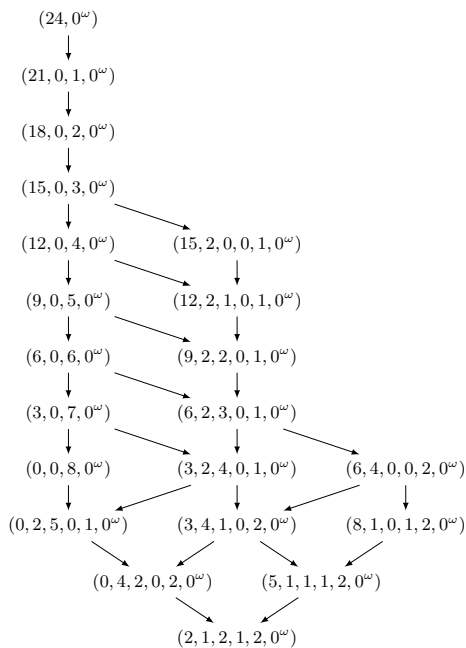 (24, 0^ω)
(21, 0, 1, 0^ω)
(18, 0, 2, 0^ω)
(15, 0, 3, 0^ω)
(12, 0, 4, 0^ω) (15, 2, 0, 0, 1, 0^ω)
(9, 0, 5, 0^ω) (12, 2, 1, 0, 1, 0^ω)
(6, 0, 6, 0^ω) (9, 2, 2, 0, 1, 0^ω)
(3, 0, 7, 0^ω) (6, 2, 3, 0, 1, 0^ω)
(0, 0, 8, 0^ω) (3, 2, 4, 0, 1, 0^ω) (6, 4, 0, 0, 2, 0^ω)
(0, 2, 5, 0, 1, 0^ω) (3, 4, 1, 0, 2, 0^ω) (8, 1, 0, 1, 2, 0^ω)
(0, 4, 2, 0, 2, 0^ω) (5, 1, 1, 1, 2, 0^ω)
(2, 1, 2, 1, 2, 0^ω)